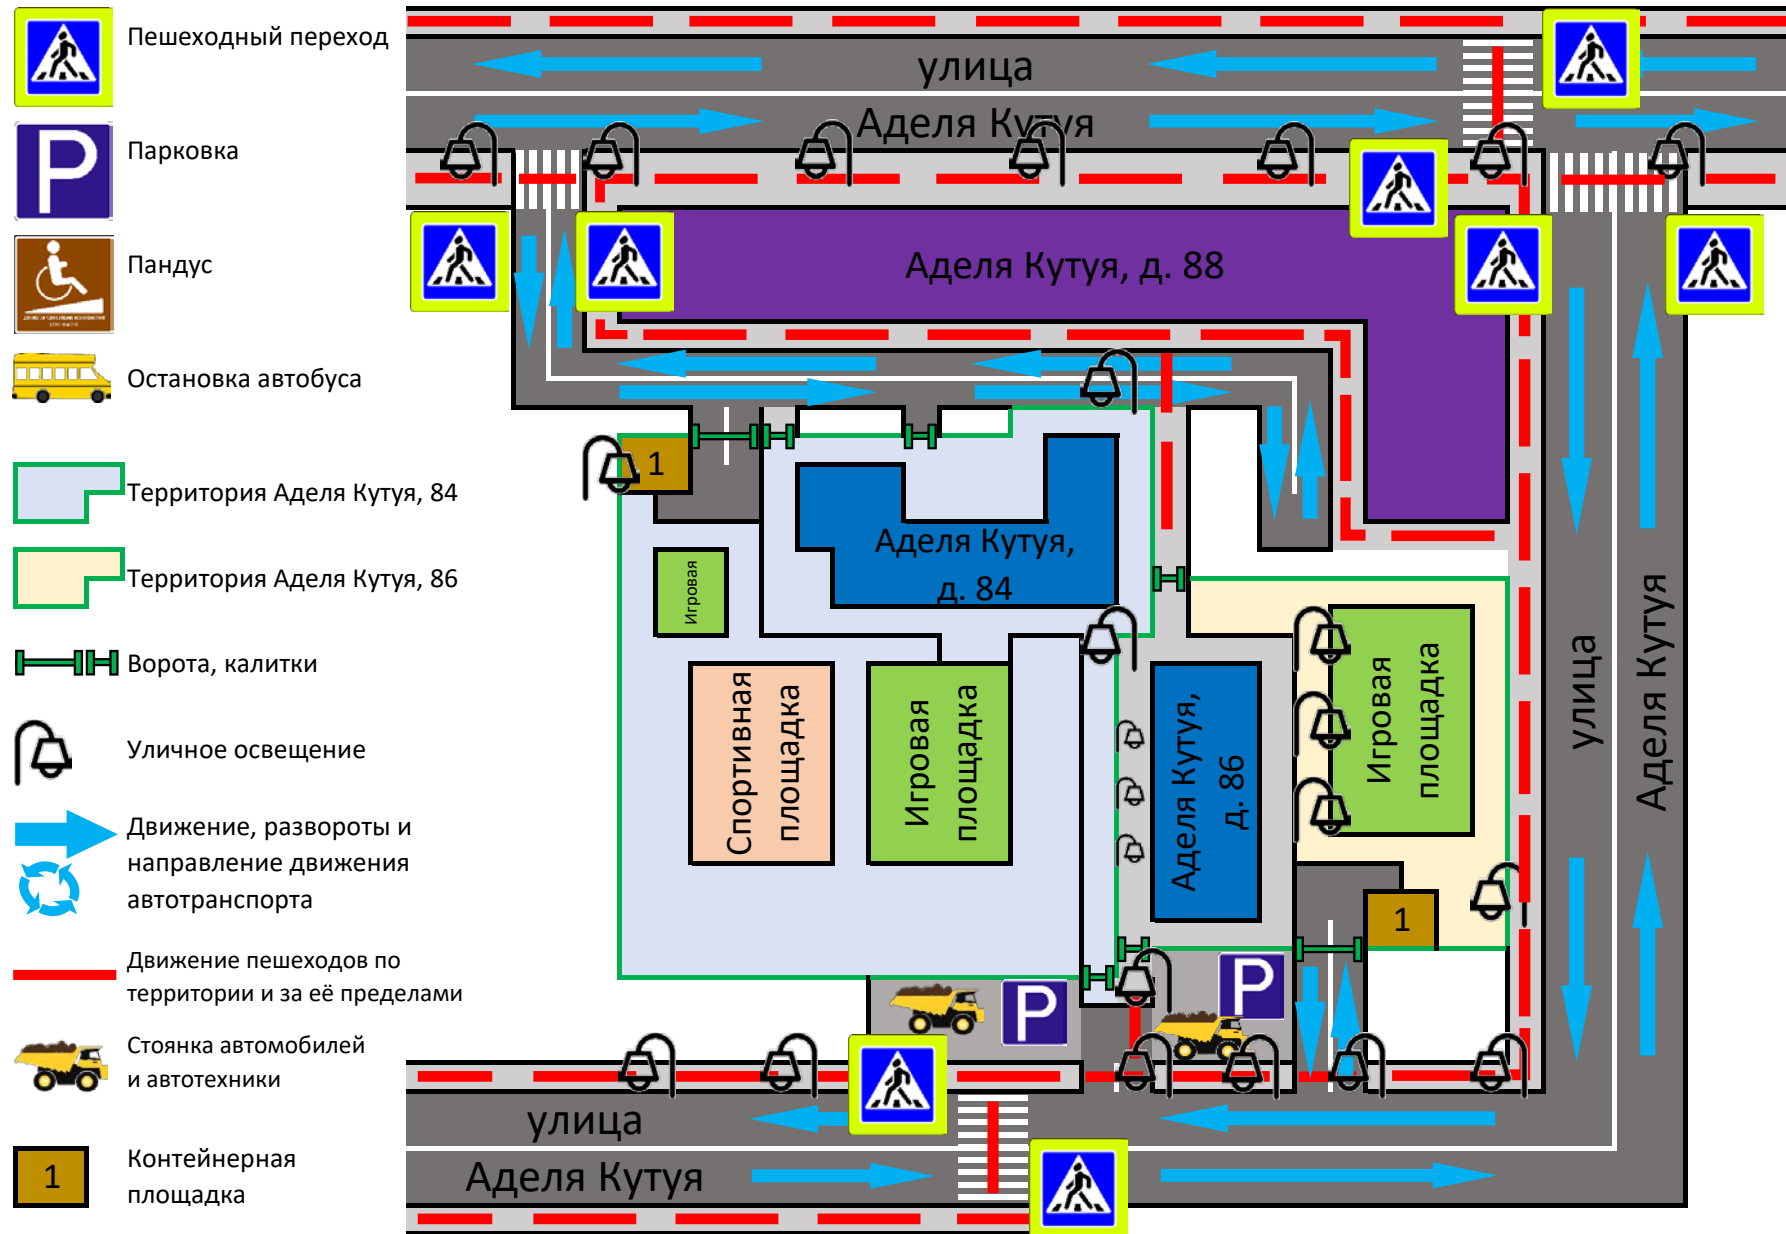 Пешеходный переход
Парковка
Пандус
Остановка автобуса
Территория Аделя Кутуя, 84
Территория Аделя Кутуя, 86
Ворота, калитки
Уличное освещение
Движение, развороты и
направление движения
автотранспорта
Движение пешеходов по
территории и за её пределами
Стоянка автомобилей
и автотехники
1
Контейнерная
площадка
улица
Аделя Кутуя
Аделя Кутуя, д. 88
1
Аделя Кутуя,
д. 84
Игровая
Спортивная
площадка
Игровая
площадка
Аделя Кутуя,
д. 86
Игровая
площадка
1
улица
Аделя Кутуя
P
P
P
улица
Аделя Кутуя